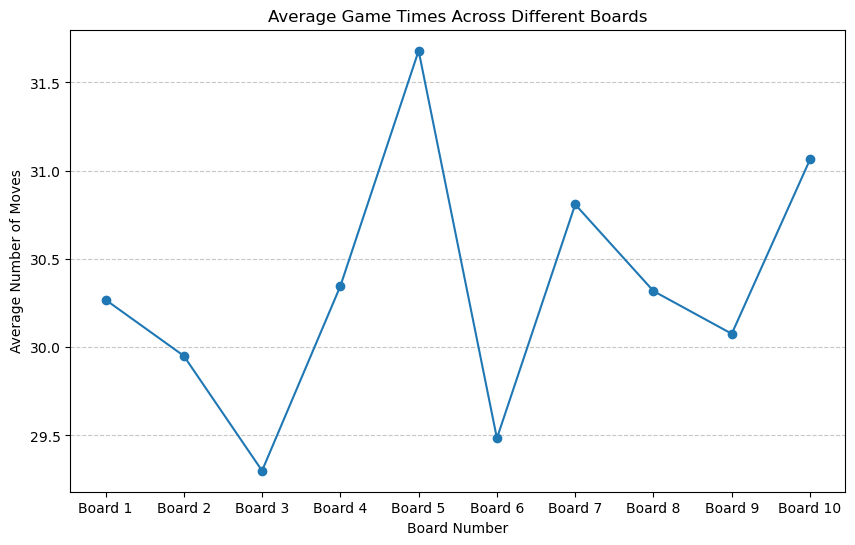 Average Game Times Across Different Boards
Average Number of Moves
31.5
31.0
30.5
30.0
29.5
Board 1 Board 2 Board 3 Board 4 Board 5 Board 6 Board 7 Board 8 Board 9 Board 10
Board Number